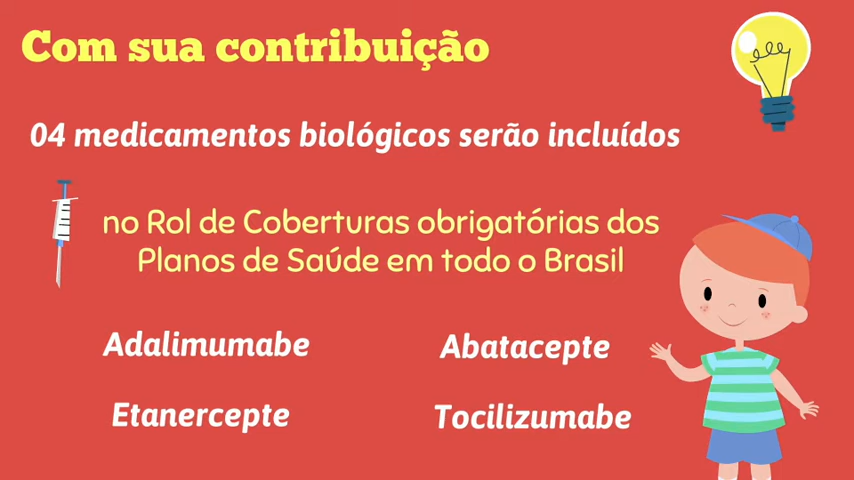 Com sua contribuição
04 medicamentos biológicos serão incluídos
no Rol de Coberturas obrigatórias dos
Planos de Saúde em todo o Brasil
Adalimumabe
Abatacepte
Etanercepte
Tocilizumabe